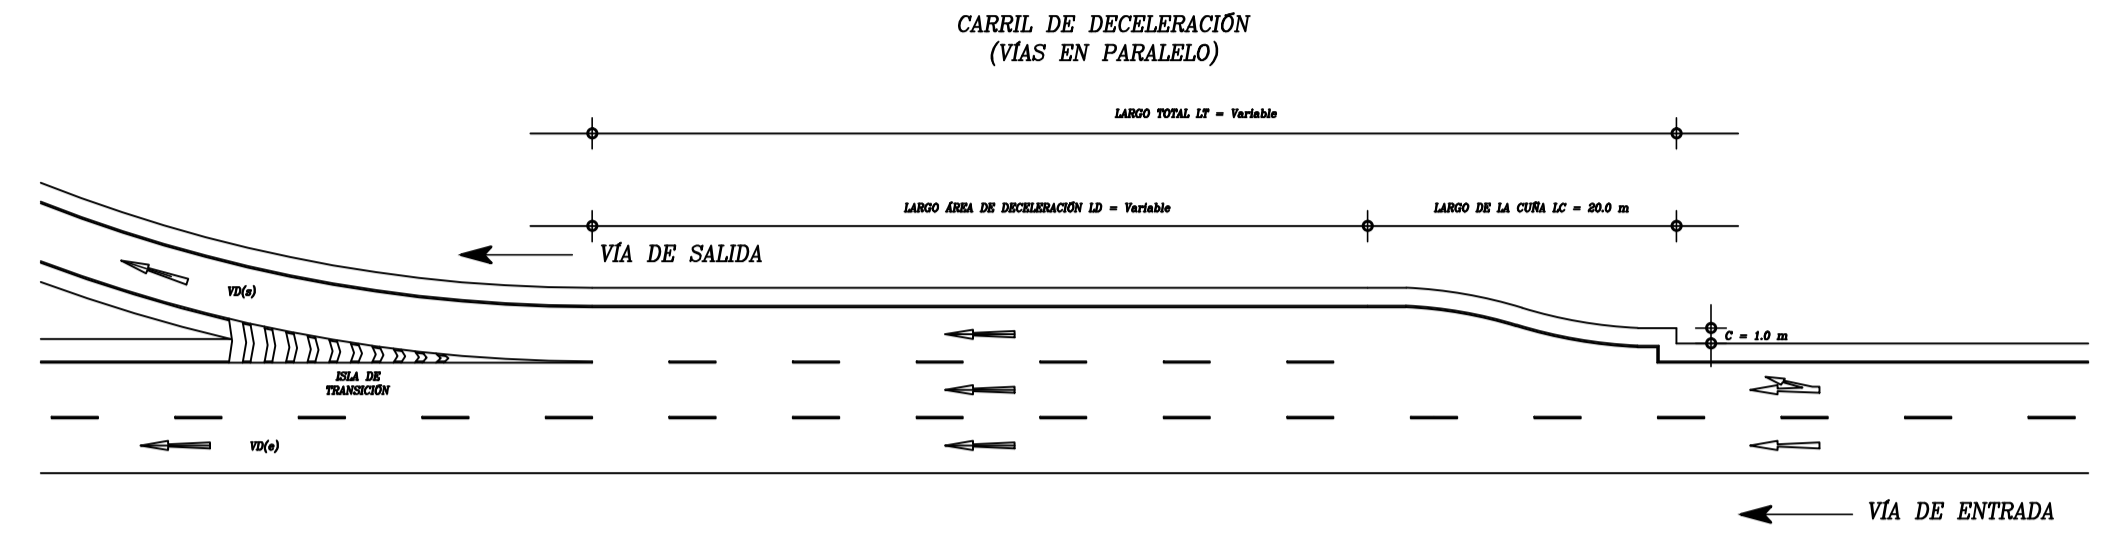 CARRIL DE DECELERACIÓN
(VÍAS EN PARALELO)
LARGO TOTAL LT = Variable
LARGO ÁREA DE DECELERACIÓN LD = Variable
LARGO DE LA CUÑA LC = 20.0 m
VÍA DE SALIDA
VD(s)
C = 1.0 m
ISLA DE
TRANSICIÓN
VD(e)
VÍA DE ENTRADA